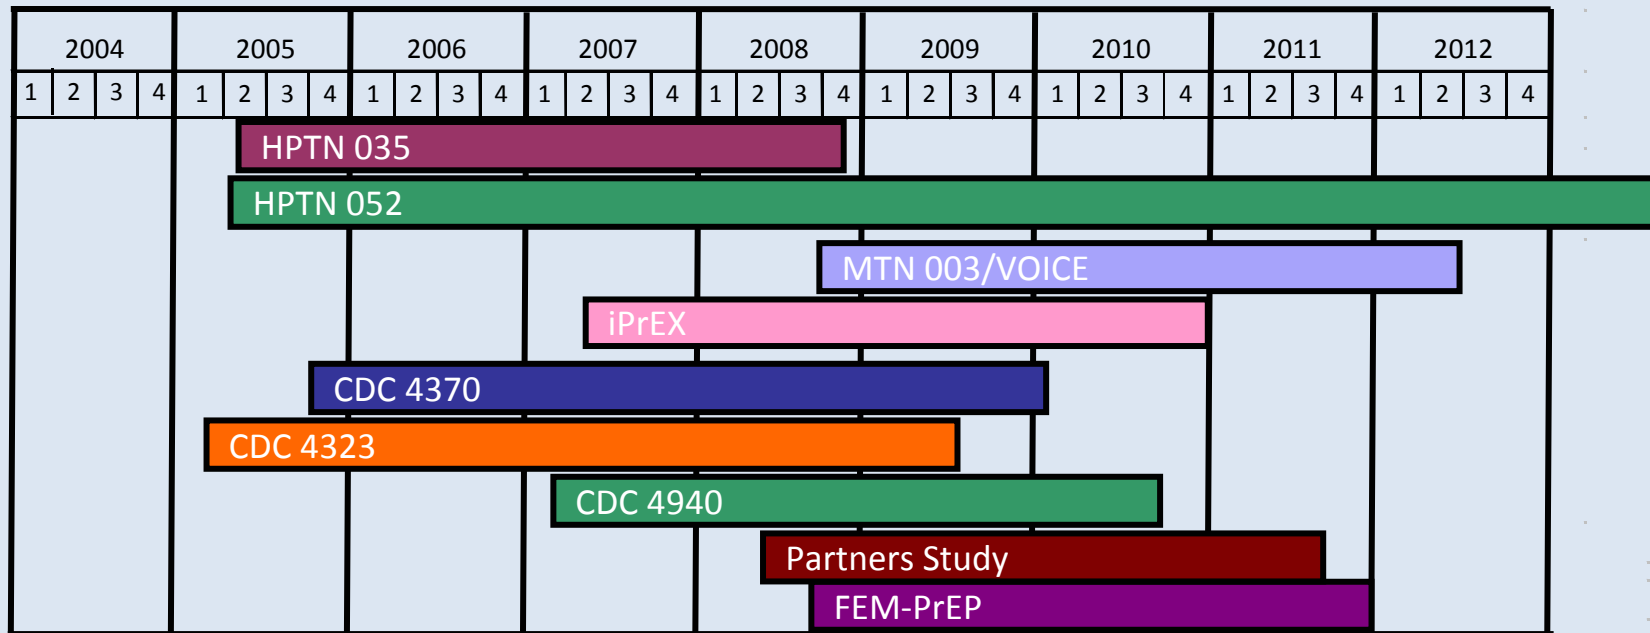 2004 2005 2006 2007 2008 2009 2010 2011 2012
1 2 3 4 1 2 3 4 1 2 3 4 1 2 3 4 1 2 3 4 1 2 3 4 1 2 3 4 1 2 3 4 1 2 3 4
HPTN 035
HPTN 052
MTN 003/VOICE
iPrEX
CDC 4370
CDC 4323
CDC 4940
Partners Study
FEM-PrEP